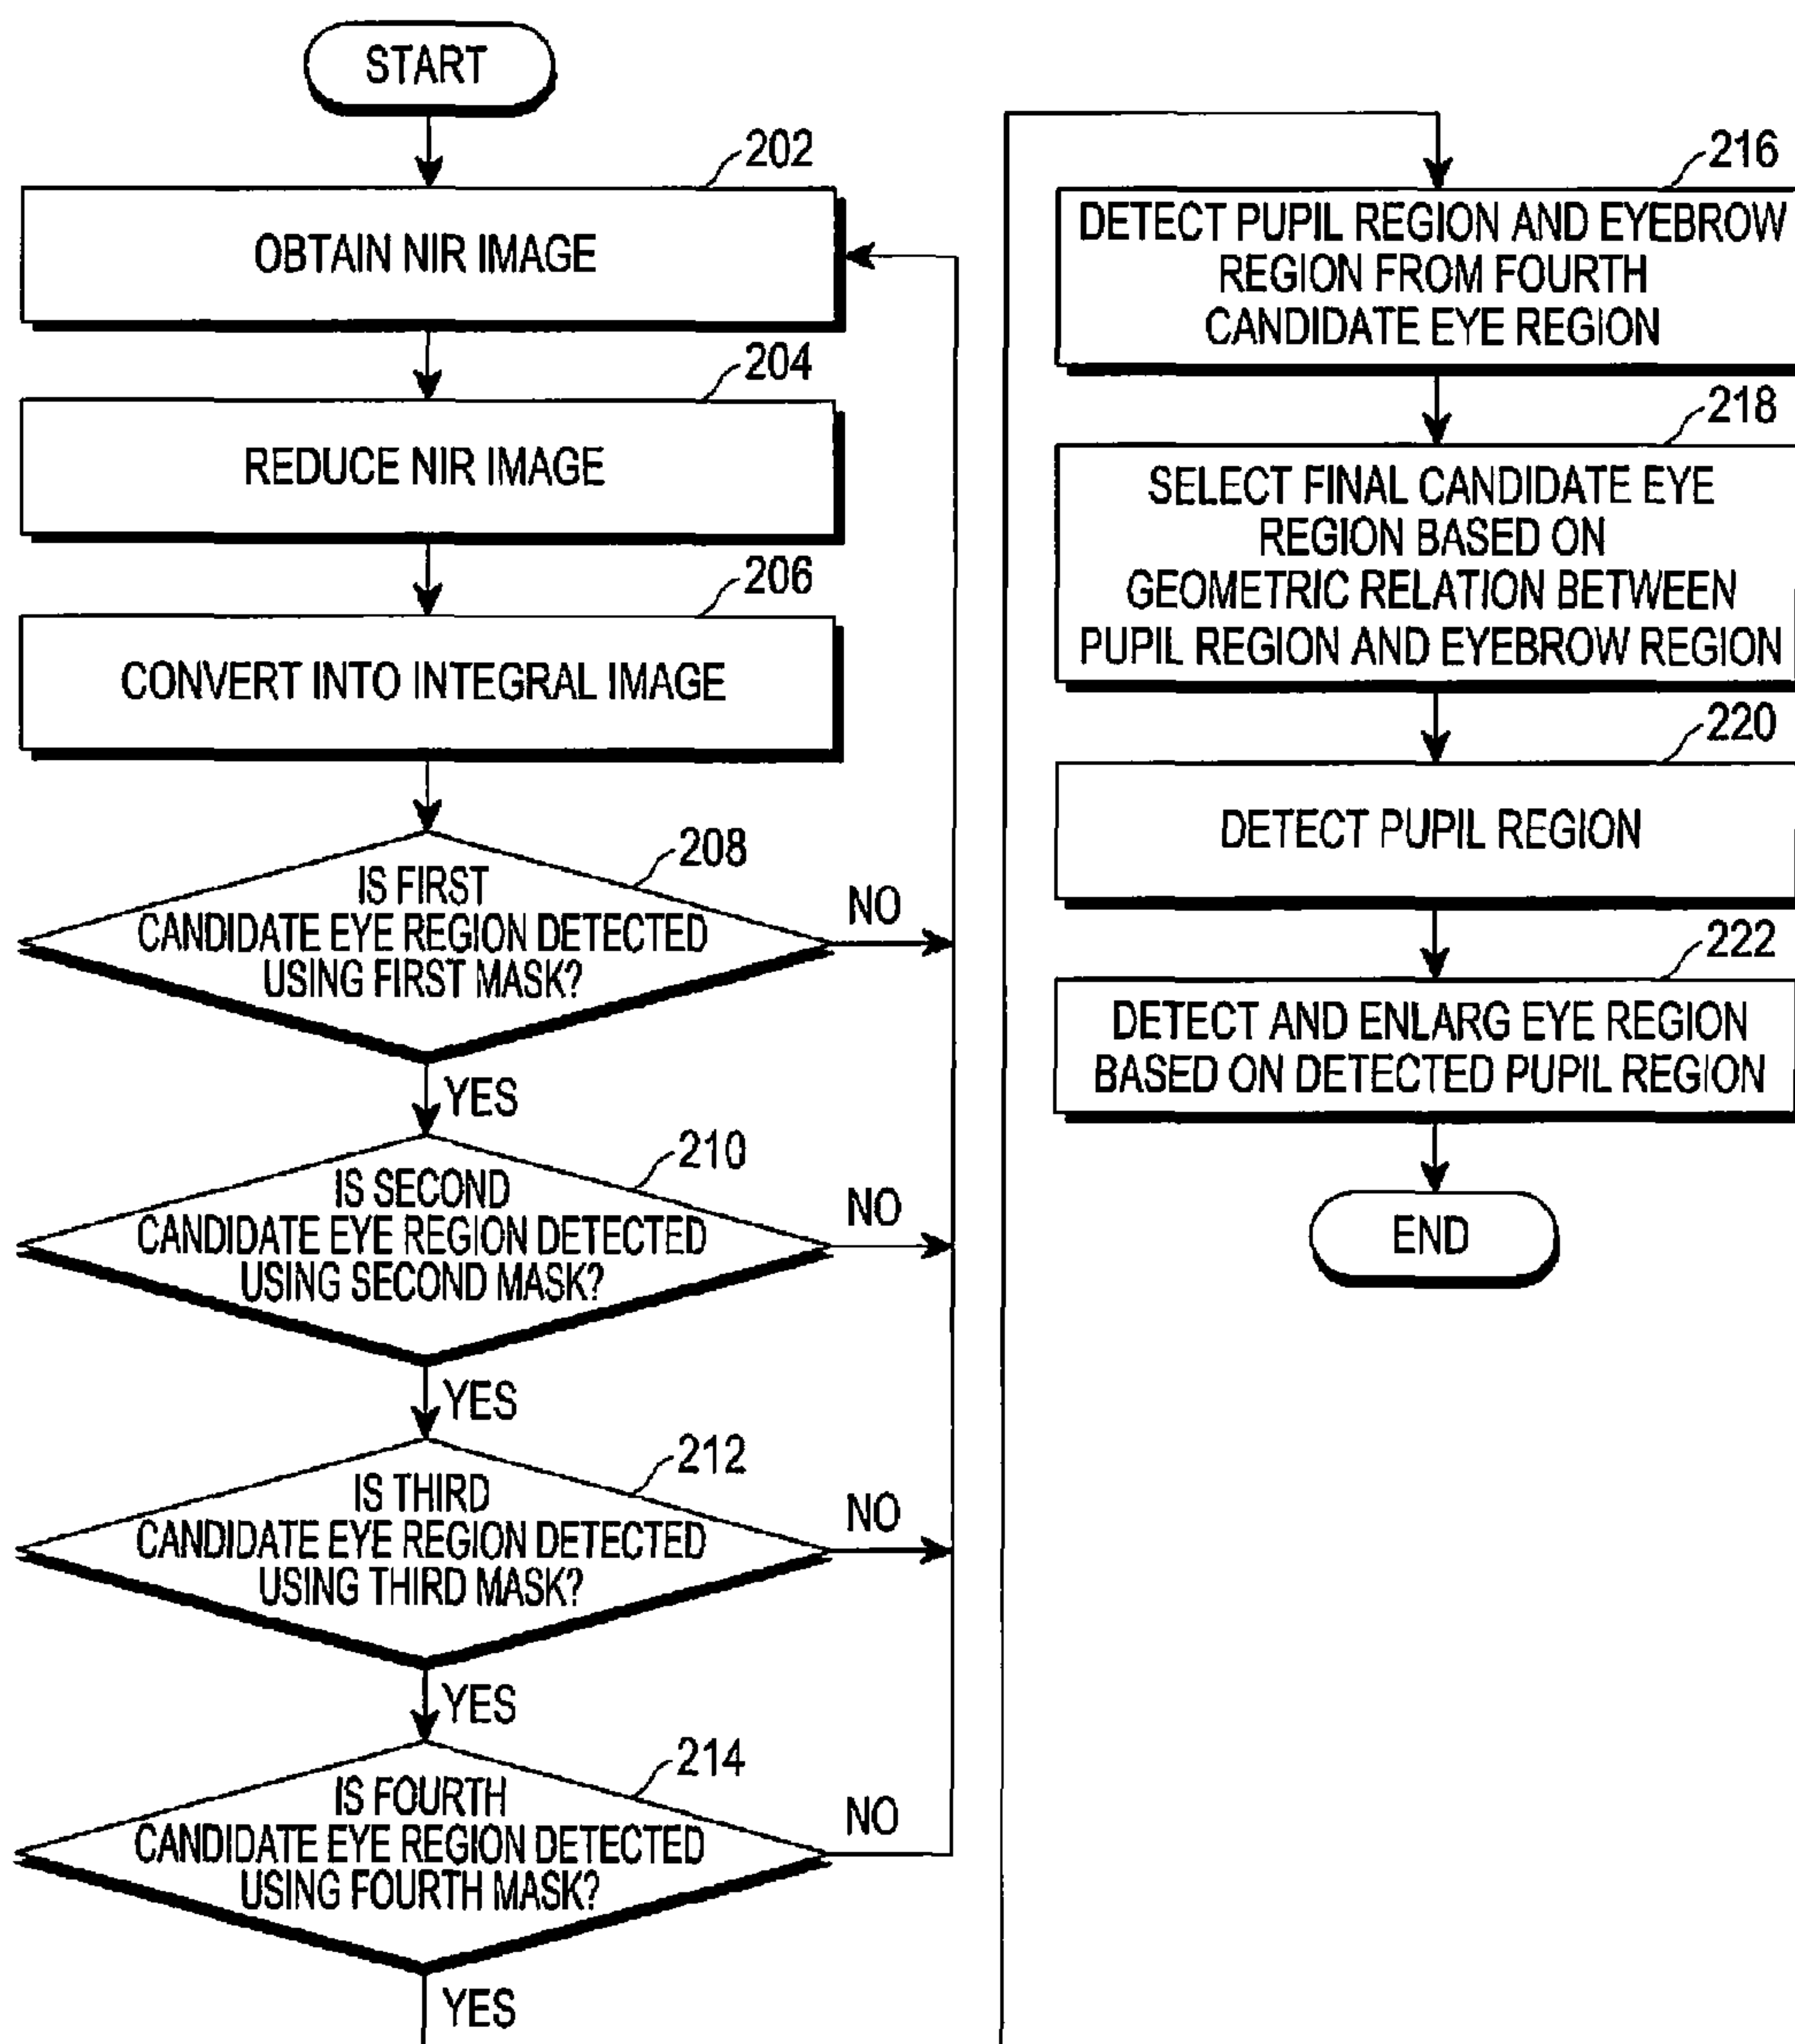 START
202
OBTAIN NIR IMAGE
204
REDUCE NIR IMAGE
206
CONVERT INTO INTEGRAL IMAGE
208
IS FIRST
CANDIDATE EYE REGION DETECTED
USING FIRST MASK?
NO
YES
210
IS SECOND
CANDIDATE EYE REGION DETECTED
USING SECOND MASK?
NO
YES
212
IS THIRD
CANDIDATE EYE REGION DETECTED
USING THIRD MASK?
NO
YES
214
IS FOURTH
CANDIDATE EYE REGION DETECTED
USING FOURTH MASK?
NO
YES
216
DETECT PUPIL REGION AND EYEBROW
REGION FROM FOURTH
CANDIDATE EYE REGION
218
SELECT FINAL CANDIDATE EYE
REGION BASED ON
GEOMETRIC RELATION BETWEEN
PUPIL REGION AND EYEBROW REGION
220
DETECT PUPIL REGION
222
DETECT AND ENLARG EYE REGION
BASED ON DETECTED PUPIL REGION
END